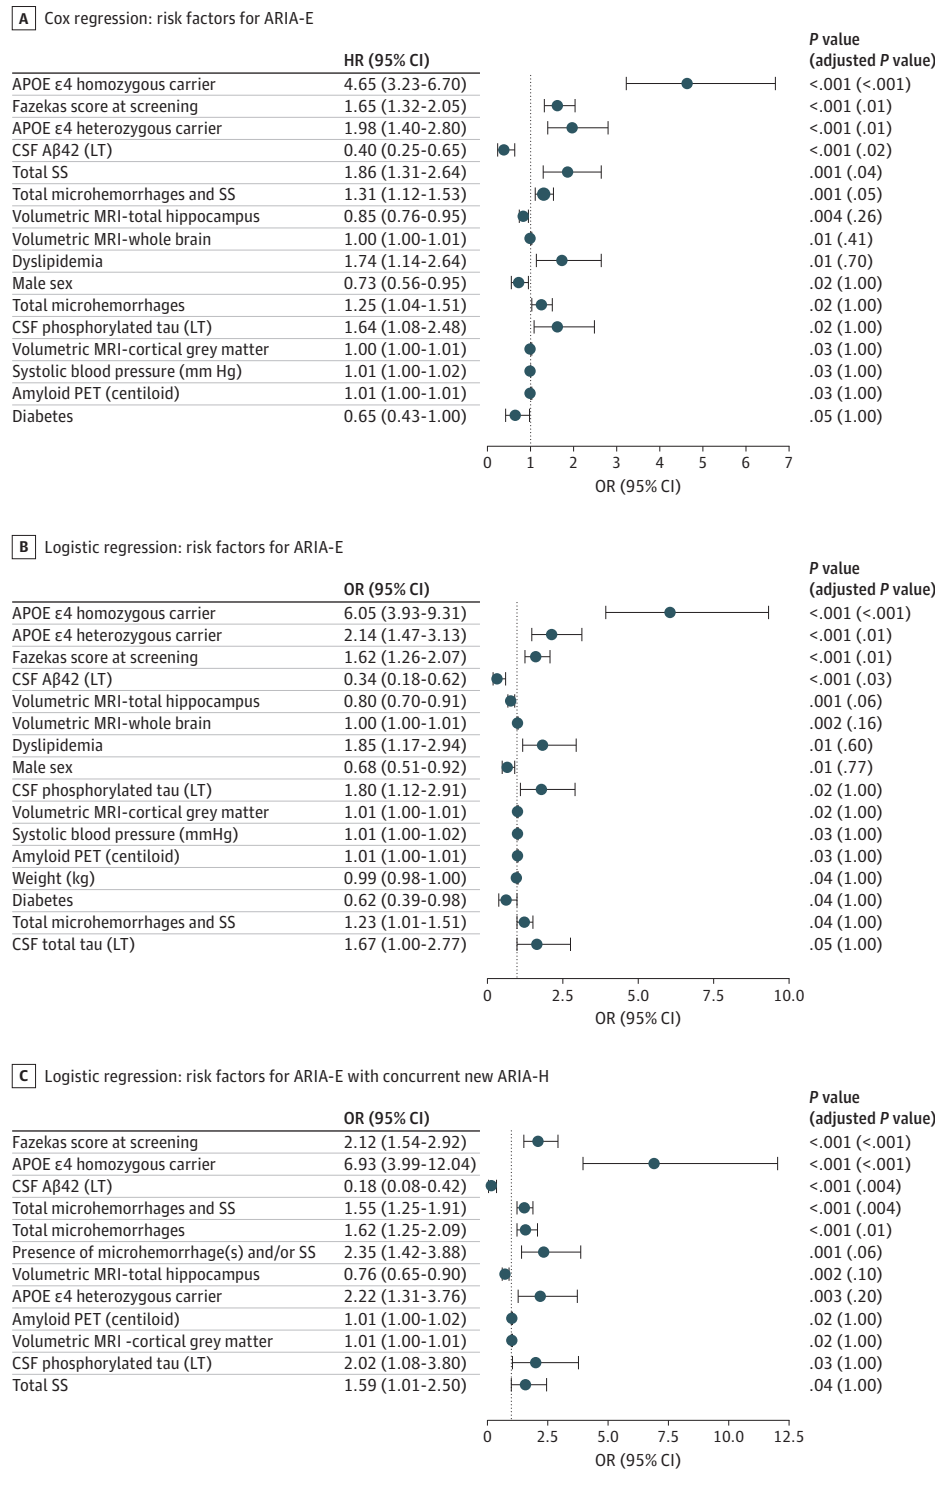 A Cox regression: risk factors for ARIA-E
P value
HR (95% CI) (adjusted P value)
APOE ε4 homozygous carrier 4.65 (3.23-6.70) <.001 (<.001)
Fazekas score at screening 1.65 (1.32-2.05) <.001 (.01)
APOE ε4 heterozygous carrier 1.98 (1.40-2.80) <.001 (.01)
CSF Aβ42 (LT) 0.40 (0.25-0.65) <.001 (.02)
Total SS 1.86 (1.31-2.64) .001 (.04)
Total microhemorrhages and SS 1.31 (1.12-1.53) .001 (.05)
Volumetric MRI-total hippocampus 0.85 (0.76-0.95) .004 (.26)
Volumetric MRI-whole brain 1.00 (1.00-1.01) .01 (.41)
Dyslipidemia 1.74 (1.14-2.64) .01 (.70)
Male sex 0.73 (0.56-0.95) .02 (1.00)
Total microhemorrhages 1.25 (1.04-1.51) .02 (1.00)
CSF phosphorylated tau (LT) 1.64 (1.08-2.48) .02 (1.00)
Volumetric MRI-cortical grey matter 1.00 (1.00-1.01) .03 (1.00)
Systolic blood pressure (mm Hg) 1.01 (1.00-1.02) .03 (1.00)
Amyloid PET (centiloid) 1.01 (1.00-1.01) .03 (1.00)
Diabetes 0.65 (0.43-1.00) .05 (1.00)
0 1 2 3 4 5 6 7
OR (95% CI)
B Logistic regression: risk factors for ARIA-E
P value
OR (95% CI) (adjusted P value)
APOE ε4 homozygous carrier 6.05 (3.93-9.31) <.001 (<.001)
APOE ε4 heterozygous carrier 2.14 (1.47-3.13) <.001 (.01)
Fazekas score at screening 1.62 (1.26-2.07) <.001 (.01)
CSF Aβ42 (LT) 0.34 (0.18-0.62) <.001 (.03)
Volumetric MRI-total hippocampus 0.80 (0.70-0.91) .001 (.06)
Volumetric MRI-whole brain 1.00 (1.00-1.01) .002 (.16)
Dyslipidemia 1.85 (1.17-2.94) .01 (.60)
Male sex 0.68 (0.51-0.92) .01 (.77)
CSF phosphorylated tau (LT) 1.80 (1.12-2.91) .02 (1.00)
Volumetric MRI-cortical grey matter 1.01 (1.00-1.01) .02 (1.00)
Systolic blood pressure (mmHg) 1.01 (1.00-1.02) .03 (1.00)
Amyloid PET (centiloid) 1.01 (1.00-1.01) .03 (1.00)
Weight (kg) 0.99 (0.98-1.00) .04 (1.00)
Diabetes 0.62 (0.39-0.98) .04 (1.00)
Total microhemorrhages and SS 1.23 (1.01-1.51) .04 (1.00)
CSF total tau (LT) 1.67 (1.00-2.77) .05 (1.00)
0 2.5 5.0 7.5 10.0
OR (95% CI)
C Logistic regression: risk factors for ARIA-E with concurrent new ARIA-H
P value
OR (95% CI) (adjusted P value)
Fazekas score at screening 2.12 (1.54-2.92) <.001 (<.001)
APOE ε4 homozygous carrier 6.93 (3.99-12.04) <.001 (<.001)
CSF Aβ42 (LT) 0.18 (0.08-0.42) <.001 (.004)
Total microhemorrhages and SS 1.55 (1.25-1.91) <.001 (.004)
Total microhemorrhages 1.62 (1.25-2.09) <.001 (.01)
Presence of microhemorrhage(s) and/or SS 2.35 (1.42-3.88) .001 (.06)
Volumetric MRI-total hippocampus 0.76 (0.65-0.90) .002 (.10)
APOE ε4 heterozygous carrier 2.22 (1.31-3.76) .003 (.20)
Amyloid PET (centiloid) 1.01 (1.00-1.02) .02 (1.00)
Volumetric MRI -cortical grey matter 1.01 (1.00-1.01) .02 (1.00)
CSF phosphorylated tau (LT) 2.02 (1.08-3.80) .03 (1.00)
Total SS 1.59 (1.01-2.50) .04 (1.00)
0 2.5 5.0 7.5 10.0 12.5
OR (95% CI)